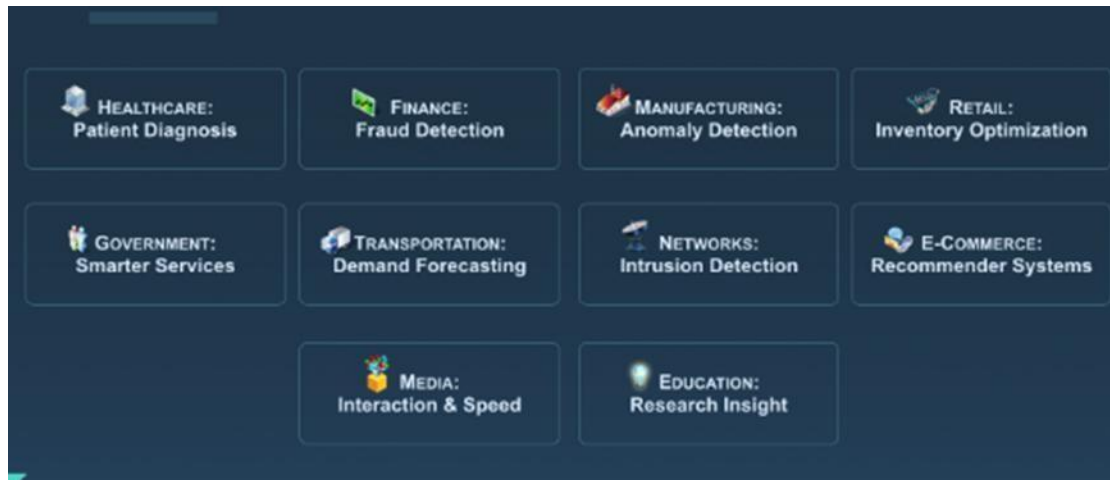 HEALTHCARE:
Patient Diagnosis
FINANCE:
Fraud Detection
MANUFACTURING:
Anomaly Detection
RETAIL:
Inventory Optimization
GOVERNMENT:
Smarter Services
TRANSPORTATION:
Demand Forecasting
NETWORKS:
Intrusion Detection
E-COMMERCE:
Recommender Systems
MEDIA:
Interaction & Speed
EDUCATION:
Research Insight